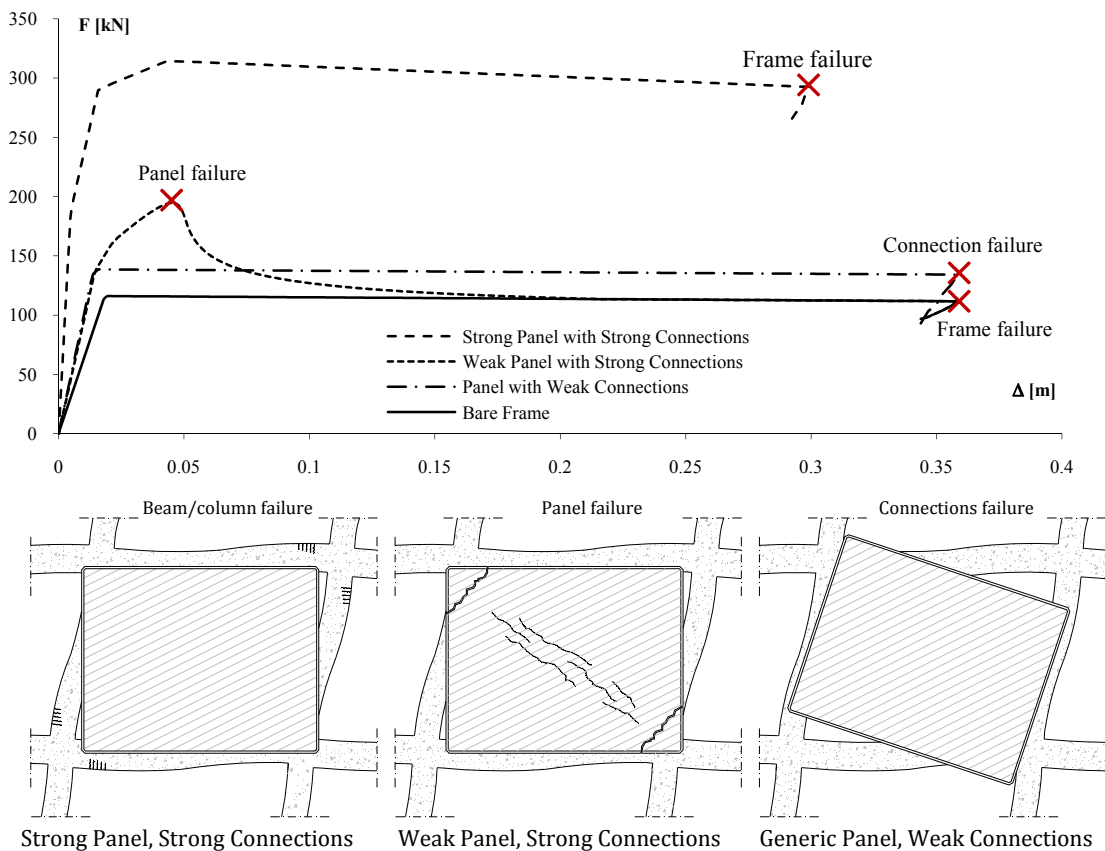 350
F [kN]
300
250
200
150
100
50
0
Frame failure
Panel failure
Connection failure
Frame failure
Strong Panel with Strong Connections
Weak Panel with Strong Connections
Panel with Weak Connections
Bare Frame
Δ [m]
0 0.05 0.1 0.15 0.2 0.25 0.3 0.35 0.4
Beam/column failure
Panel failure
Connections failure
Strong Panel, Strong Connections
Weak Panel, Strong Connections
Generic Panel, Weak Connections